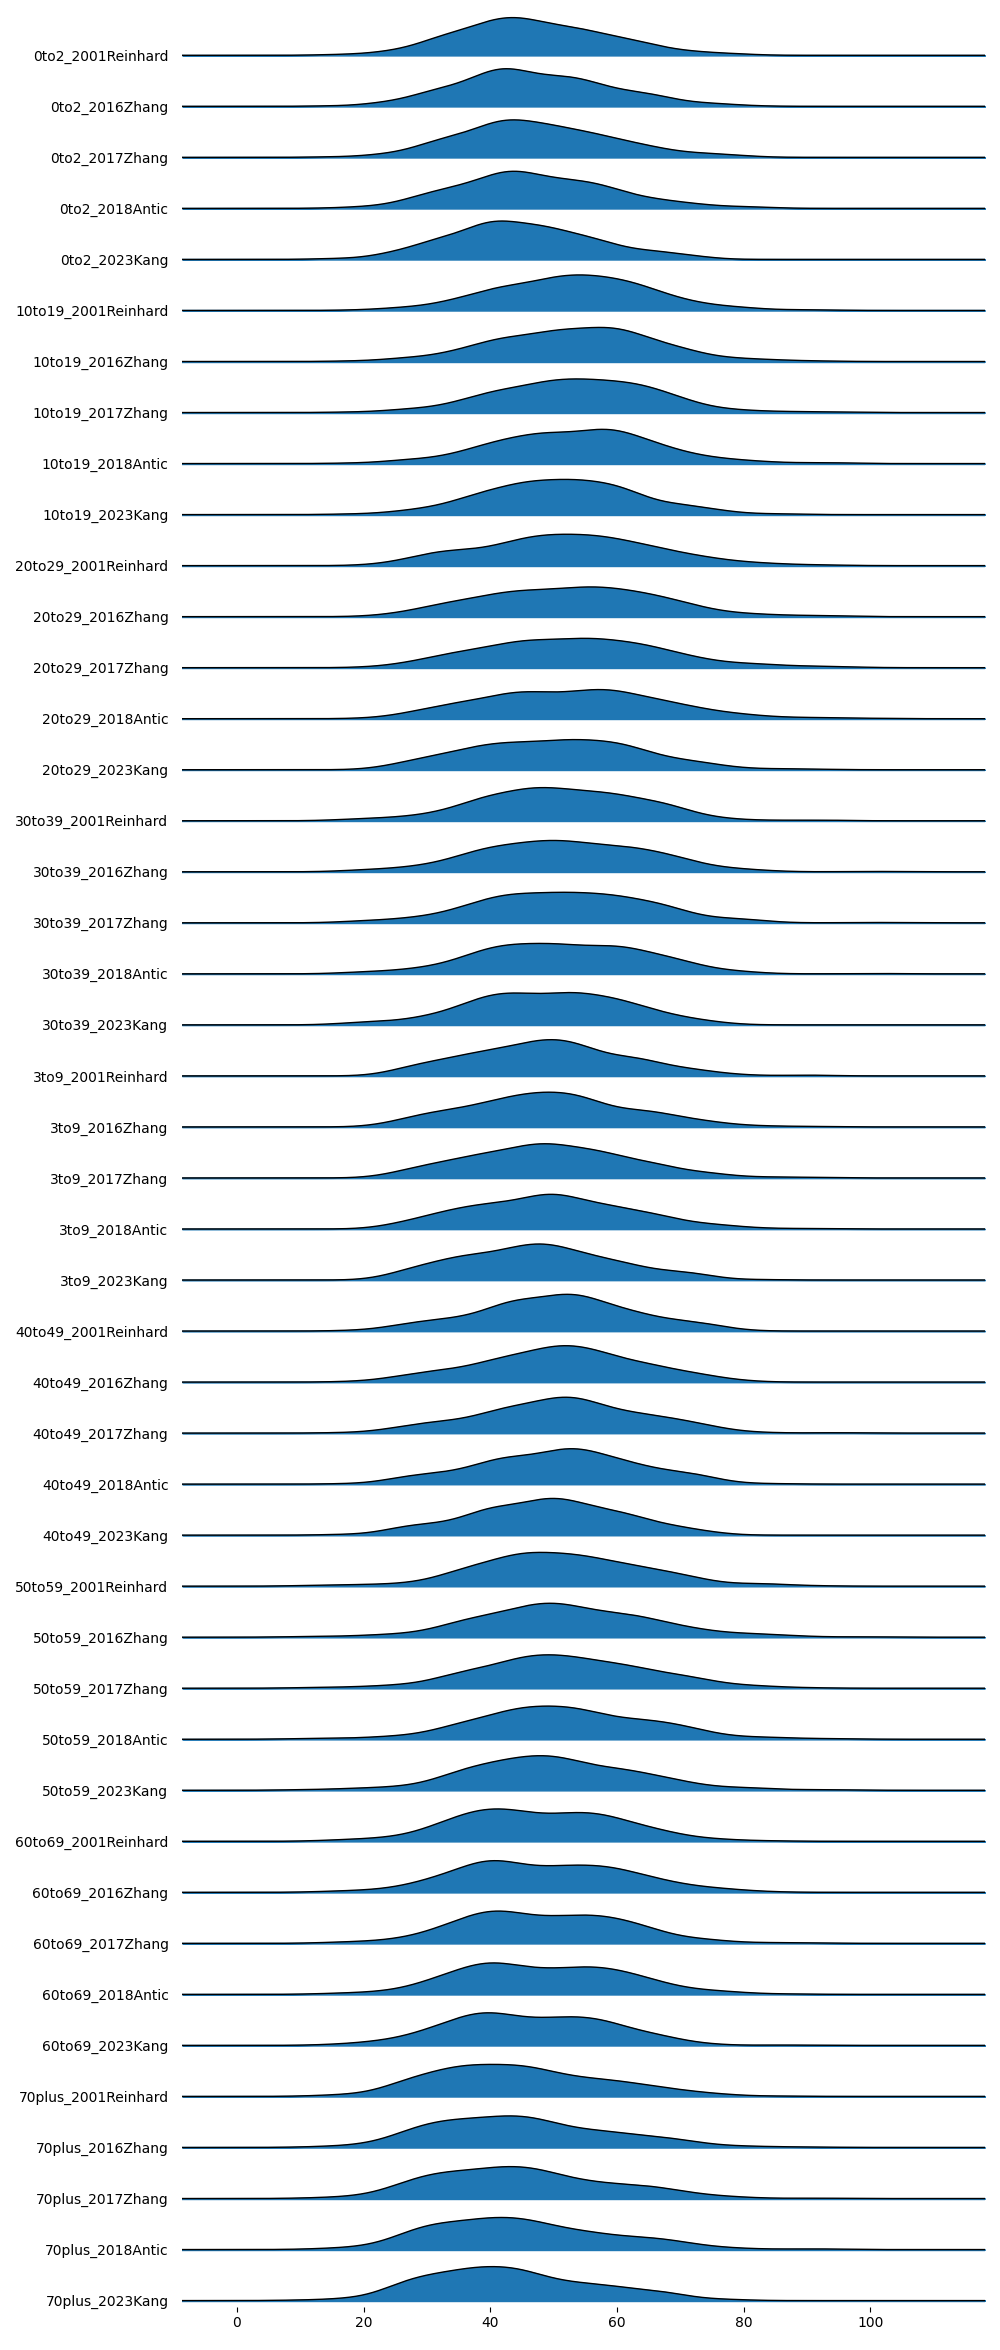 0to2_2001Reinhard
0to2_2016Zhang
0to2_2017Zhang
0to2_2018Antic
0to2_2023Kang
10to19_2001Reinhard
10to19_2016Zhang
10to19_2017Zhang
10to19_2018Antic
10to19_2023Kang
20to29_2001Reinhard
20to29_2016Zhang
20to29_2017Zhang
20to29_2018Antic
20to29_2023Kang
30to39_2001Reinhard
30to39_2016Zhang
30to39_2017Zhang
30to39_2018Antic
30to39_2023Kang
3to9_2001Reinhard
3to9_2016Zhang
3to9_2017Zhang
3to9_2018Antic
3to9_2023Kang
40to49_2001Reinhard
40to49_2016Zhang
40to49_2017Zhang
40to49_2018Antic
40to49_2023Kang
50to59_2001Reinhard
50to59_2016Zhang
50to59_2017Zhang
50to59_2018Antic
50to59_2023Kang
60to69_2001Reinhard
60to69_2016Zhang
60to69_2017Zhang
60to69_2018Antic
60to69_2023Kang
70plus_2001Reinhard
70plus_2016Zhang
70plus_2017Zhang
70plus_2018Antic
70plus_2023Kang
0 20 40 60 80 100